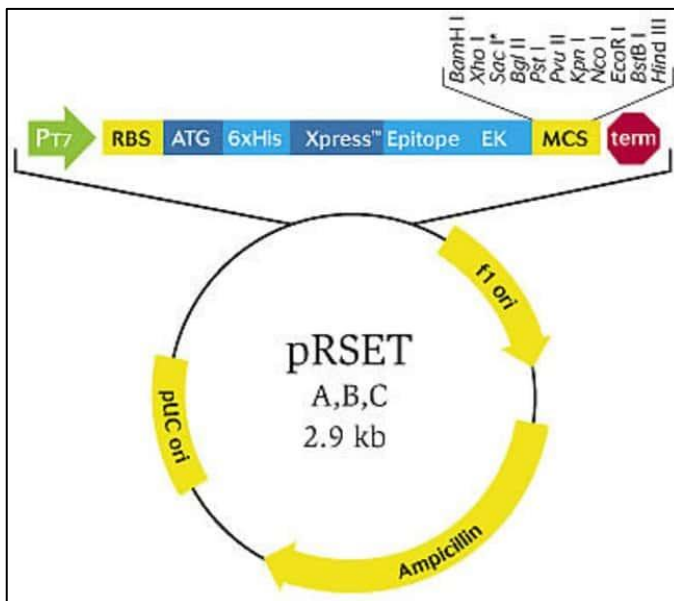 BamH I
Xho I
Sac I*
Bgl II
Pst I
Pvu II
Kpn I
Nco I
EcoR I
BstB I
Hind III
PT7 RBS ATG 6xHis Xpress™ Epitope EK MCS term
f1 ori
pRSET
A,B,C
2.9 kb
pUC ori
Ampicillin